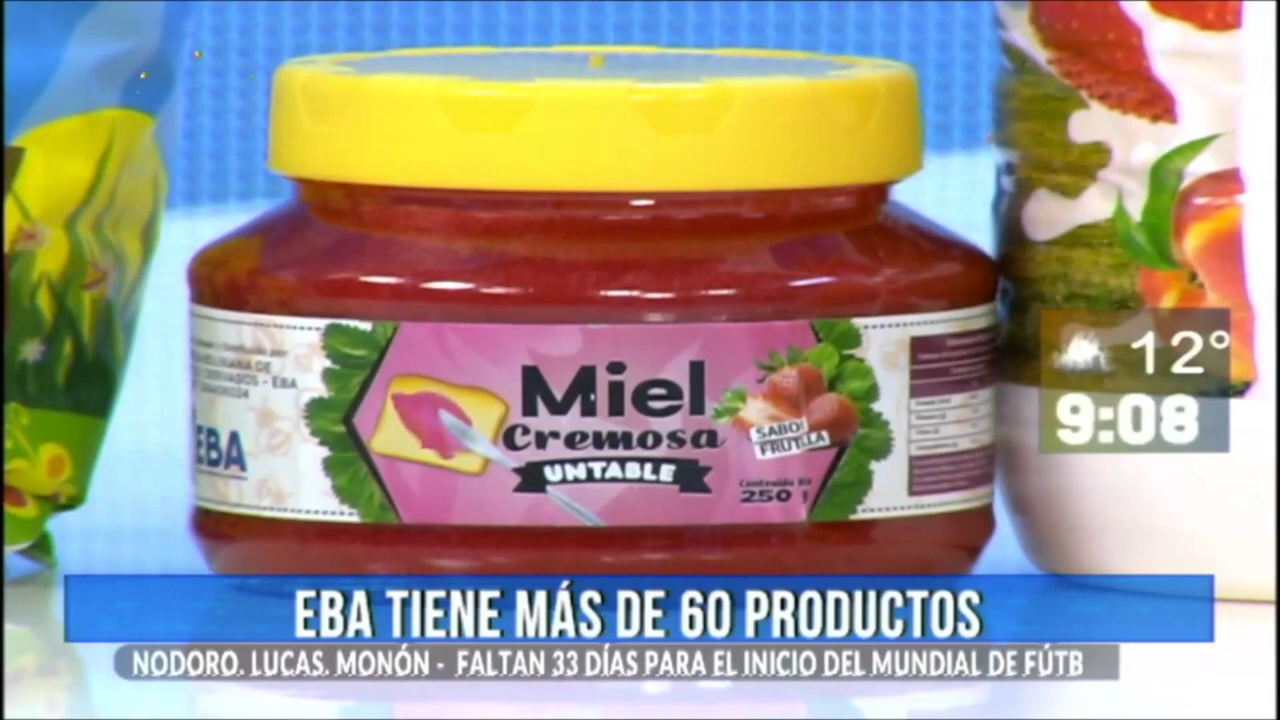 Miel
Cremosa
UNTABLE
SABOR
FRUTILLA
250
EBA
12°
9:08
EBA TIENE MÁS DE 60 PRODUCTOS
NODORO. LUCAS. MONÓN - FALTAN 33 DÍAS PARA EL INICIO DEL MUNDIAL DE FÚTB